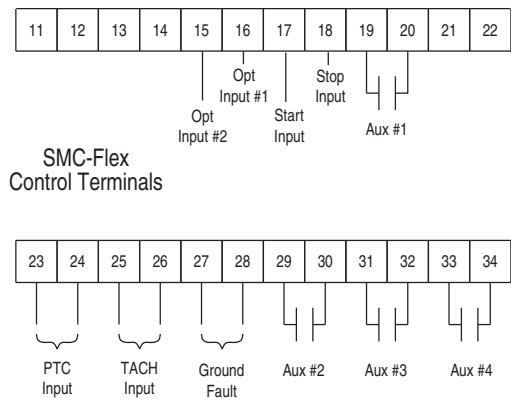 11 12 13 14 15 16 17 18 19 20 21 22
Opt
Input #1
Stop
Input
Opt
Input #2
Start
Input
Aux #1
SMC-Flex
Control Terminals
23 24 25 26 27 28 29 30 31 32 33 34
PTC
Input
TACH
Input
Ground
Fault
Aux #2
Aux #3
Aux #4